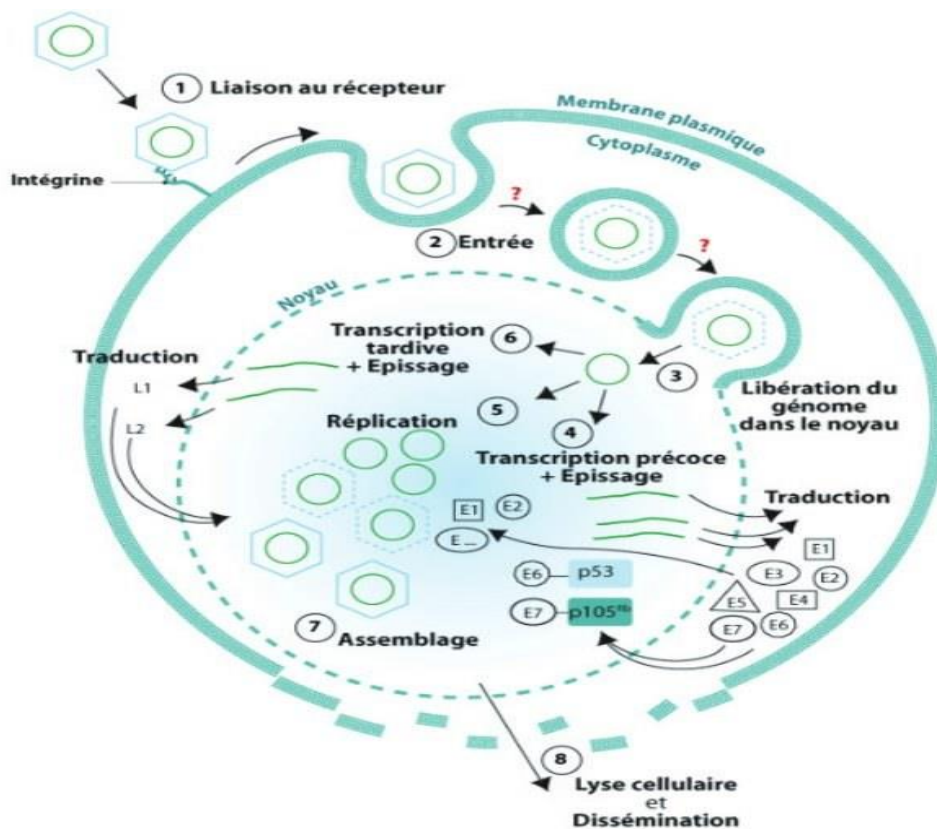 1 Liaison au récepteur
Membrane plasmique
Cytoplasme
Intégrine
?
2 Entrée
?
Noyau
Transcription
tardive
+ Epissage
6
Traduction
L1
L2
3
5
4
Libération du
génome
dans le noyau
Réplication
Transcription précoce
+ Epissage
Traduction
E1
E2
E_
E1
E3
E2
E5
E4
E7
E6
E6 p53
E7 p105Rb
7 Assemblage
8
Lyse cellulaire
et
Dissémination